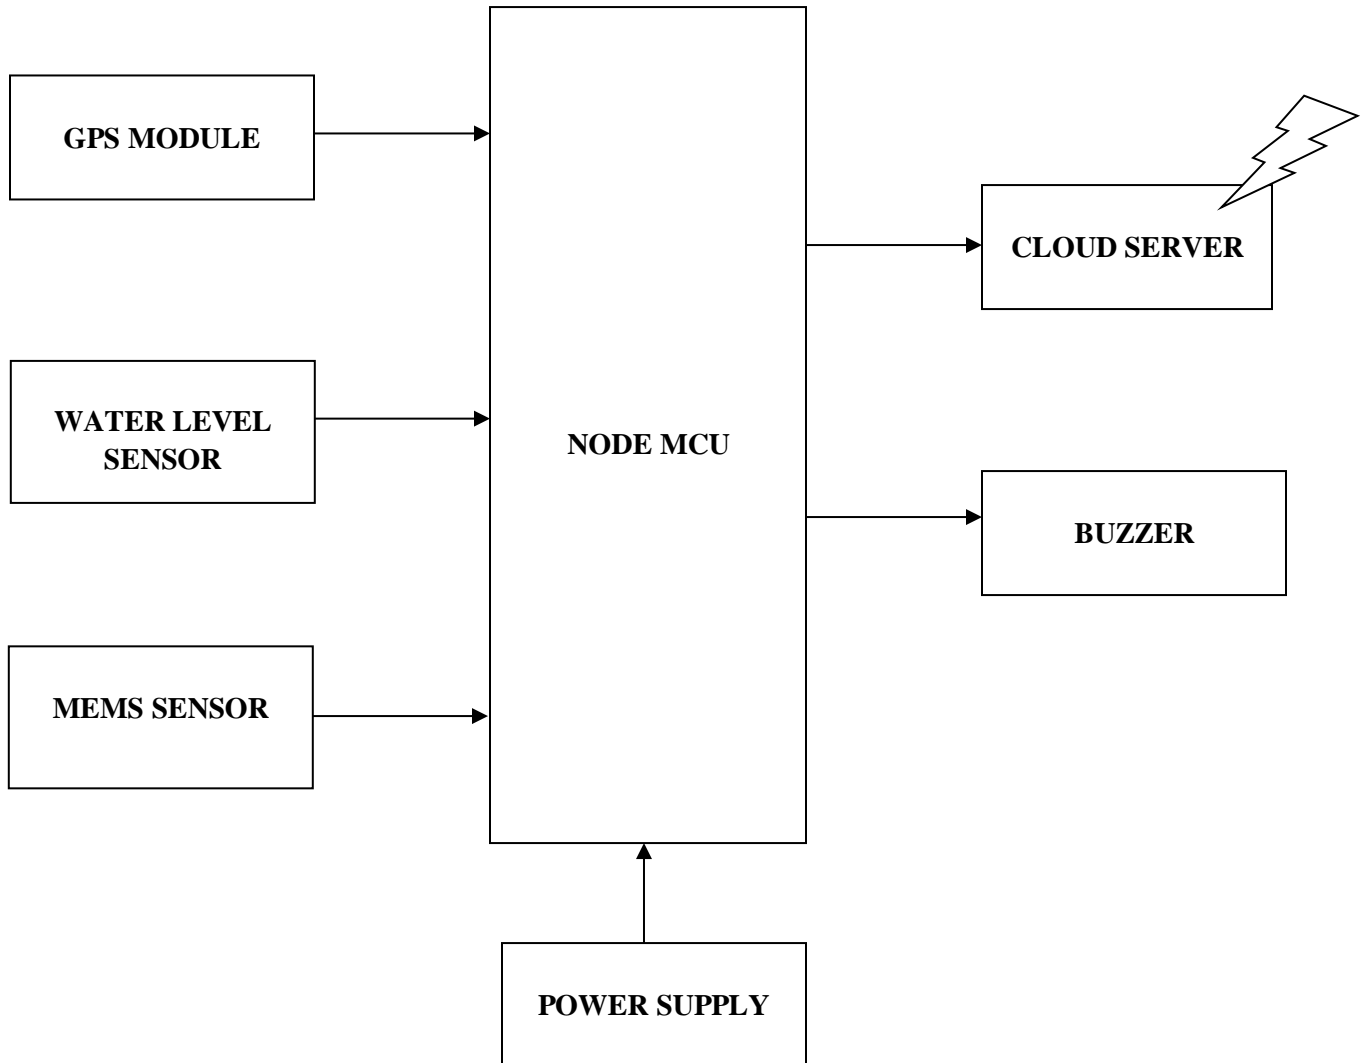 GPS MODULE
CLOUD SERVER
WATER LEVEL
SENSOR
NODE MCU
BUZZER
MEMS SENSOR
POWER SUPPLY